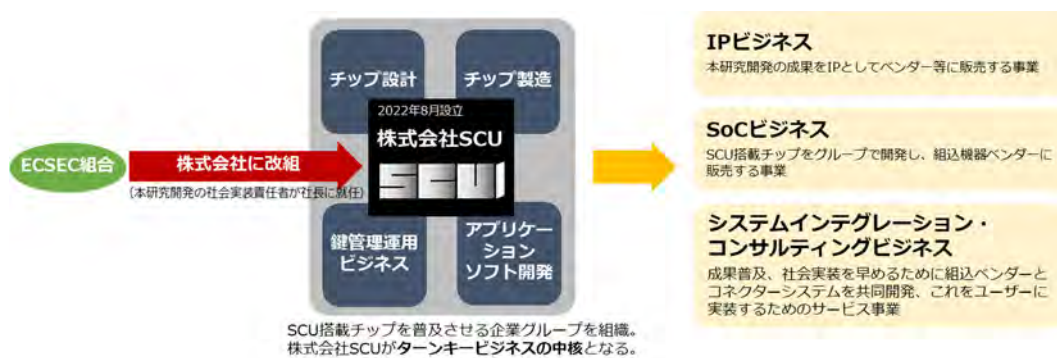 ECSEC組合
株式会社に改組
(本研究開発の社会実装責任者が社長に就任)
チップ設計
チップ製造
2022年8月設立
株式会社SCU
SCU
鍵管理運用
ビジネス
アプリケー
ション
ソフト開発
SCU搭載チップを普及させる企業グループを組織。
株式会社SCUがターンキービジネスの中核となる。
IPビジネス
本研究開発の成果をIPとしてベンダー等に販売する事業
SoCビジネス
SCU搭載チップをグループで開発し、組込機器ベンダーに
販売する事業
システムインテグレーション・
コンサルティングビジネス
成果普及、社会実装を早めるために組込ベンダーと
コネクターシステムを共同開発、これをユーザーに
実装するためのサービス事業